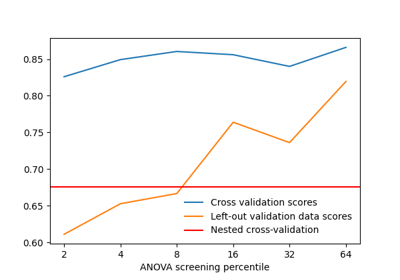 0.85
0.80
0.75
0.70
0.65
0.60
Cross validation scores
Left-out validation data scores
Nested cross-validation
2 4 8 16 32 64
ANOVA screening percentile